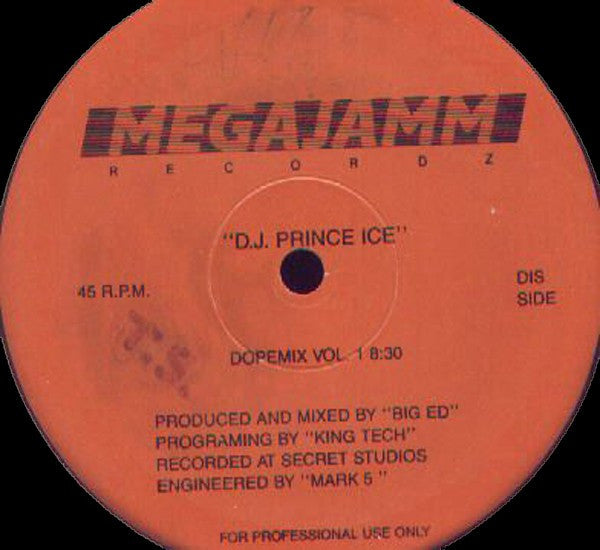 MEGAJAMM
RECORDZ
"D.J. PRINCE ICE"
45 R.P.M.
DIS
SIDE
DOPEMIX VOL. 1 8:30
T.S.
PRODUCED AND MIXED BY "BIG ED"
PROGRAMING BY "KING TECH"
RECORDED AT SECRET STUDIOS
ENGINEERED BY "MARK 5"
FOR PROFESSIONAL USE ONLY